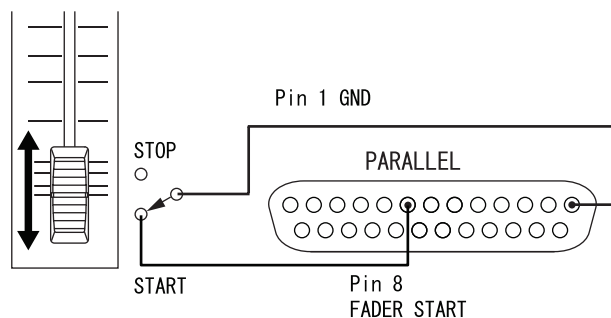 Pin 1 GND
STOP
PARALLEL
START
Pin 8
FADER START